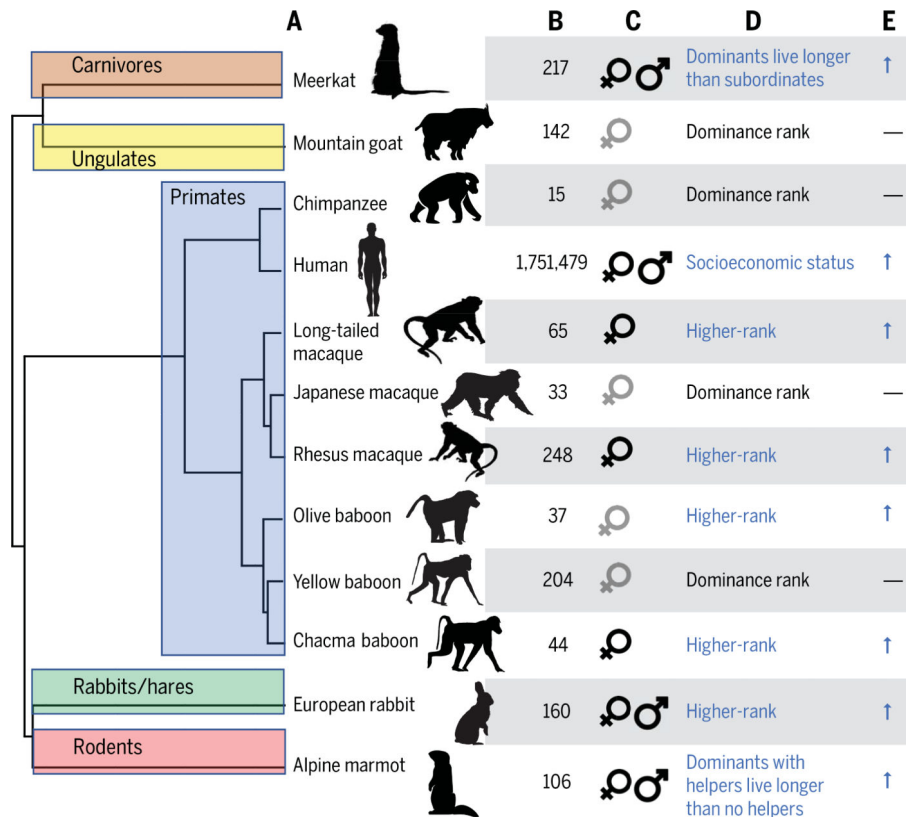 A B C D E
Carnivores
Meerkat
217
Dominants live longer
than subordinates
↑
Ungulates
Mountain goat
142
Dominance rank
—
Primates
Chimpanzee
15
Dominance rank
—
Human
1,751,479
Socioeconomic status
↑
Long-tailed
macaque
65
Higher-rank
↑
Japanese macaque
33
Dominance rank
—
Rhesus macaque
248
Higher-rank
↑
Olive baboon
37
Higher-rank
↑
Yellow baboon
204
Dominance rank
—
Chacma baboon
44
Higher-rank
↑
Rabbits/hares
European rabbit
160
Higher-rank
↑
Rodents
Alpine marmot
106
Dominants with
helpers live longer
than no helpers
↑